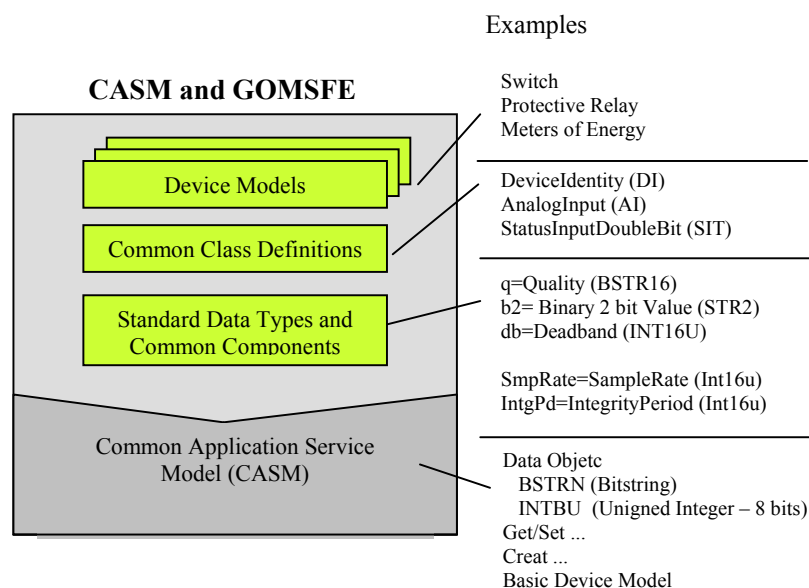 Examples
CASM and GOMSFE
Device Models
Common Class Definitions
Standard Data Types and
Common Components
Common Application Service
Model (CASM)
Switch
Protective Relay
Meters of Energy
DeviceIdentity (DI)
AnalogInput (AI)
StatusInputDoubleBit (SIT)
q=Quality (BSTR16)
b2= Binary 2 bit Value (STR2)
db=Deadband (INT16U)
SmpRate=SampleRate (Int16u)
IntgPd=IntegrityPeriod (Int16u)
Data Objetc
BSTRN (Bitstring)
INTBU (Unigned Integer – 8 bits)
Get/Set ...
Creat ...
Basic Device Model